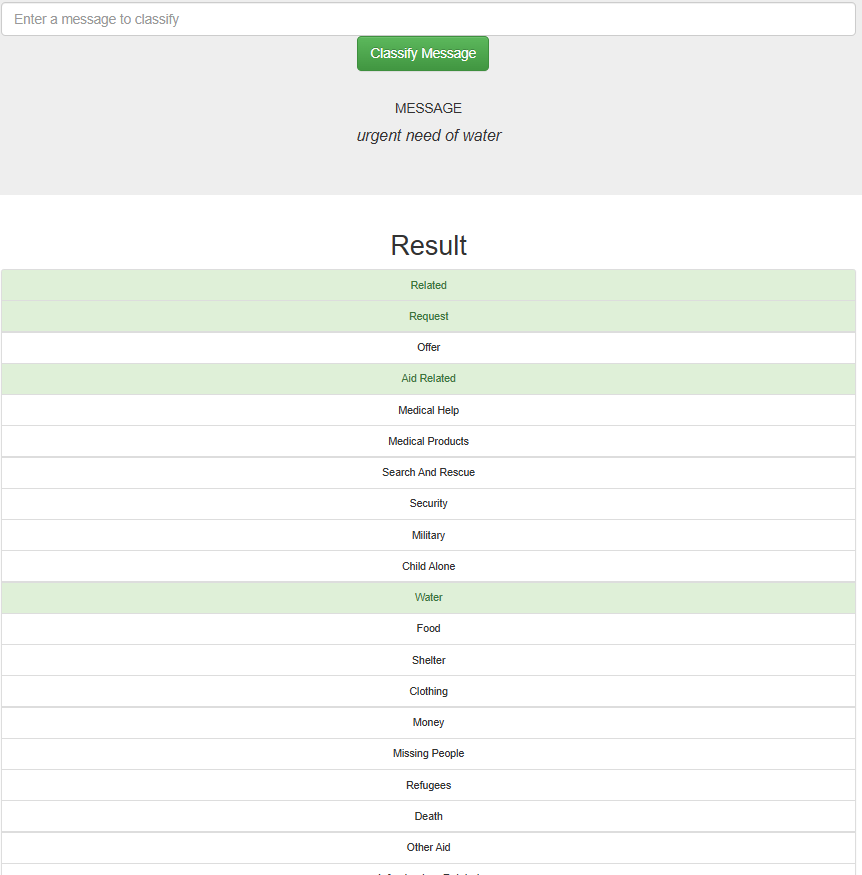 Enter a message to classify
Classify Message
MESSAGE
urgent need of water
Result
Related
Request
Offer
Aid Related
Medical Help
Medical Products
Search And Rescue
Security
Military
Child Alone
Water
Food
Shelter
Clothing
Money
Missing People
Refugees
Death
Other Aid